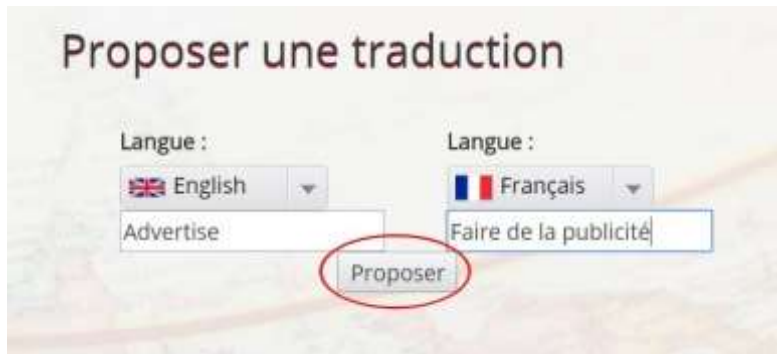 Proposer une traduction
Langue : Langue :
English Français
Advertise Faire de la publicité
Proposer